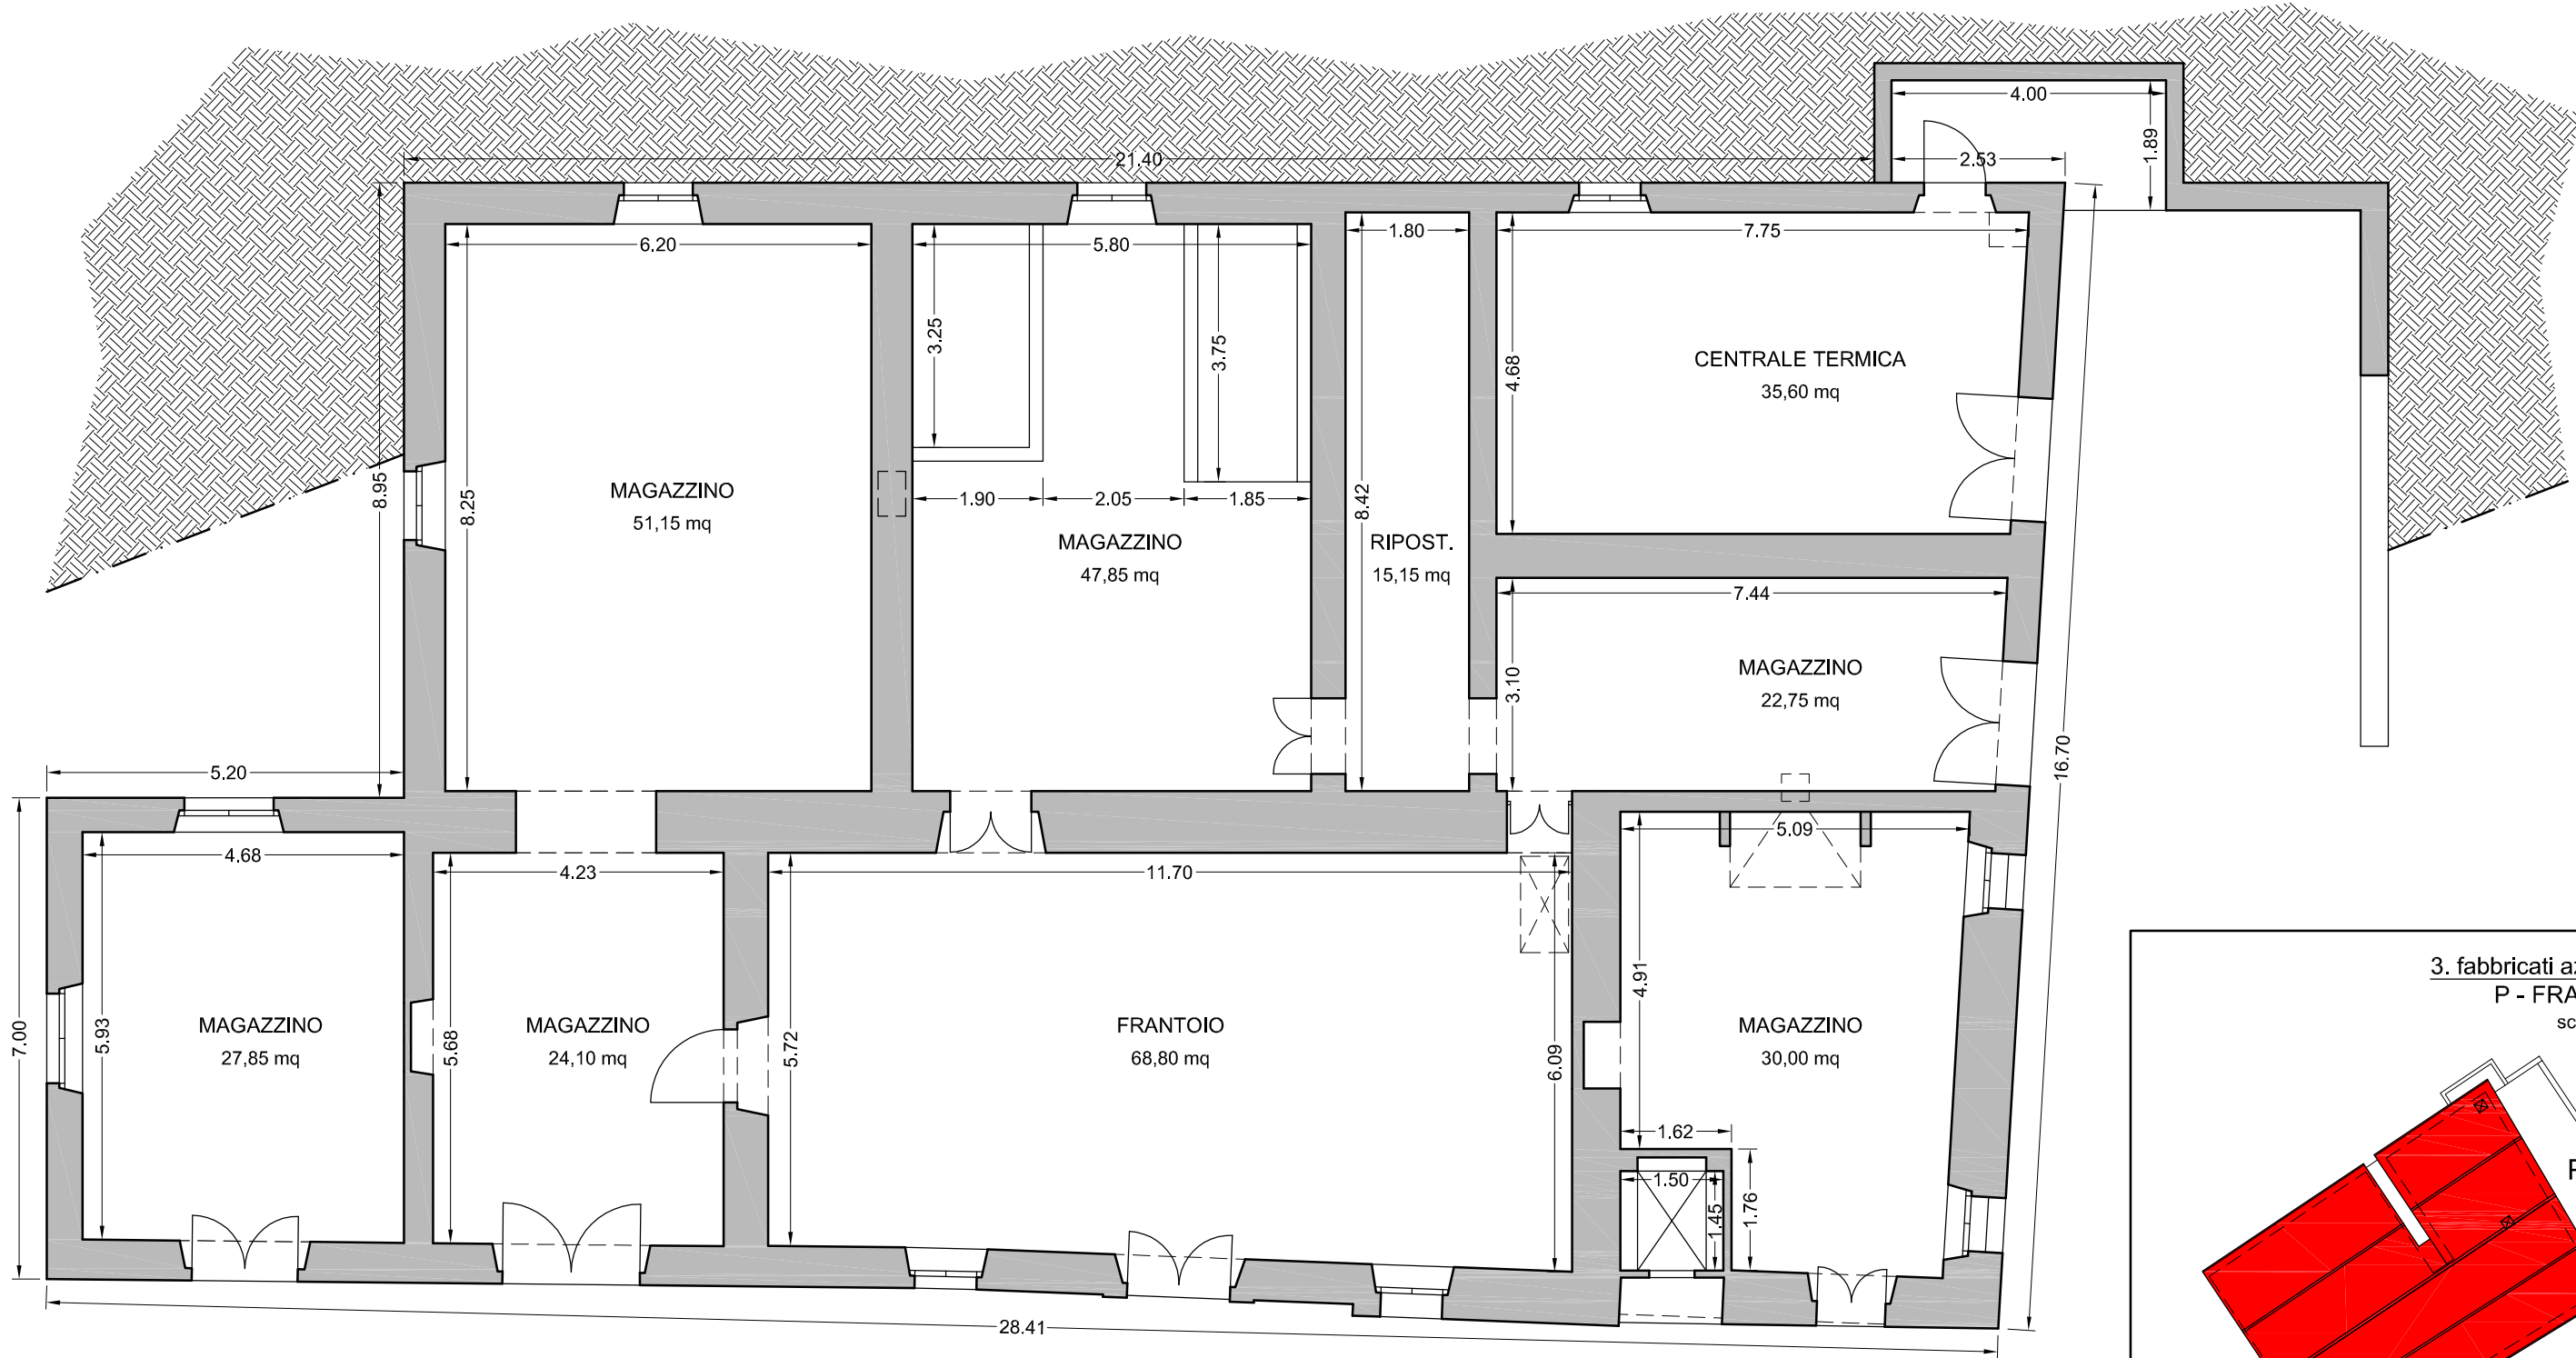 4.00
1.89
21.40
2.53
6.20
5.80
1.80
7.75
3.25
3.75
4.68
CENTRALE TERMICA
35,60 mq
8.95
8.25
MAGAZZINO
51,15 mq
1.90
2.05
1.85
8.42
MAGAZZINO
47,85 mq
RIPOST.
15,15 mq
7.44
3.10
MAGAZZINO
22,75 mq
16.70
5.20
4.68
4.23
11.70
5.09
7.00
5.93
MAGAZZINO
27,85 mq
5.68
MAGAZZINO
24,10 mq
5.72
FRANTOIO
68,80 mq
6.09
4.91
MAGAZZINO
30,00 mq
1.62
1.50
1.45
1.76
28.41
3. fabbricati az
P - FRA
sc